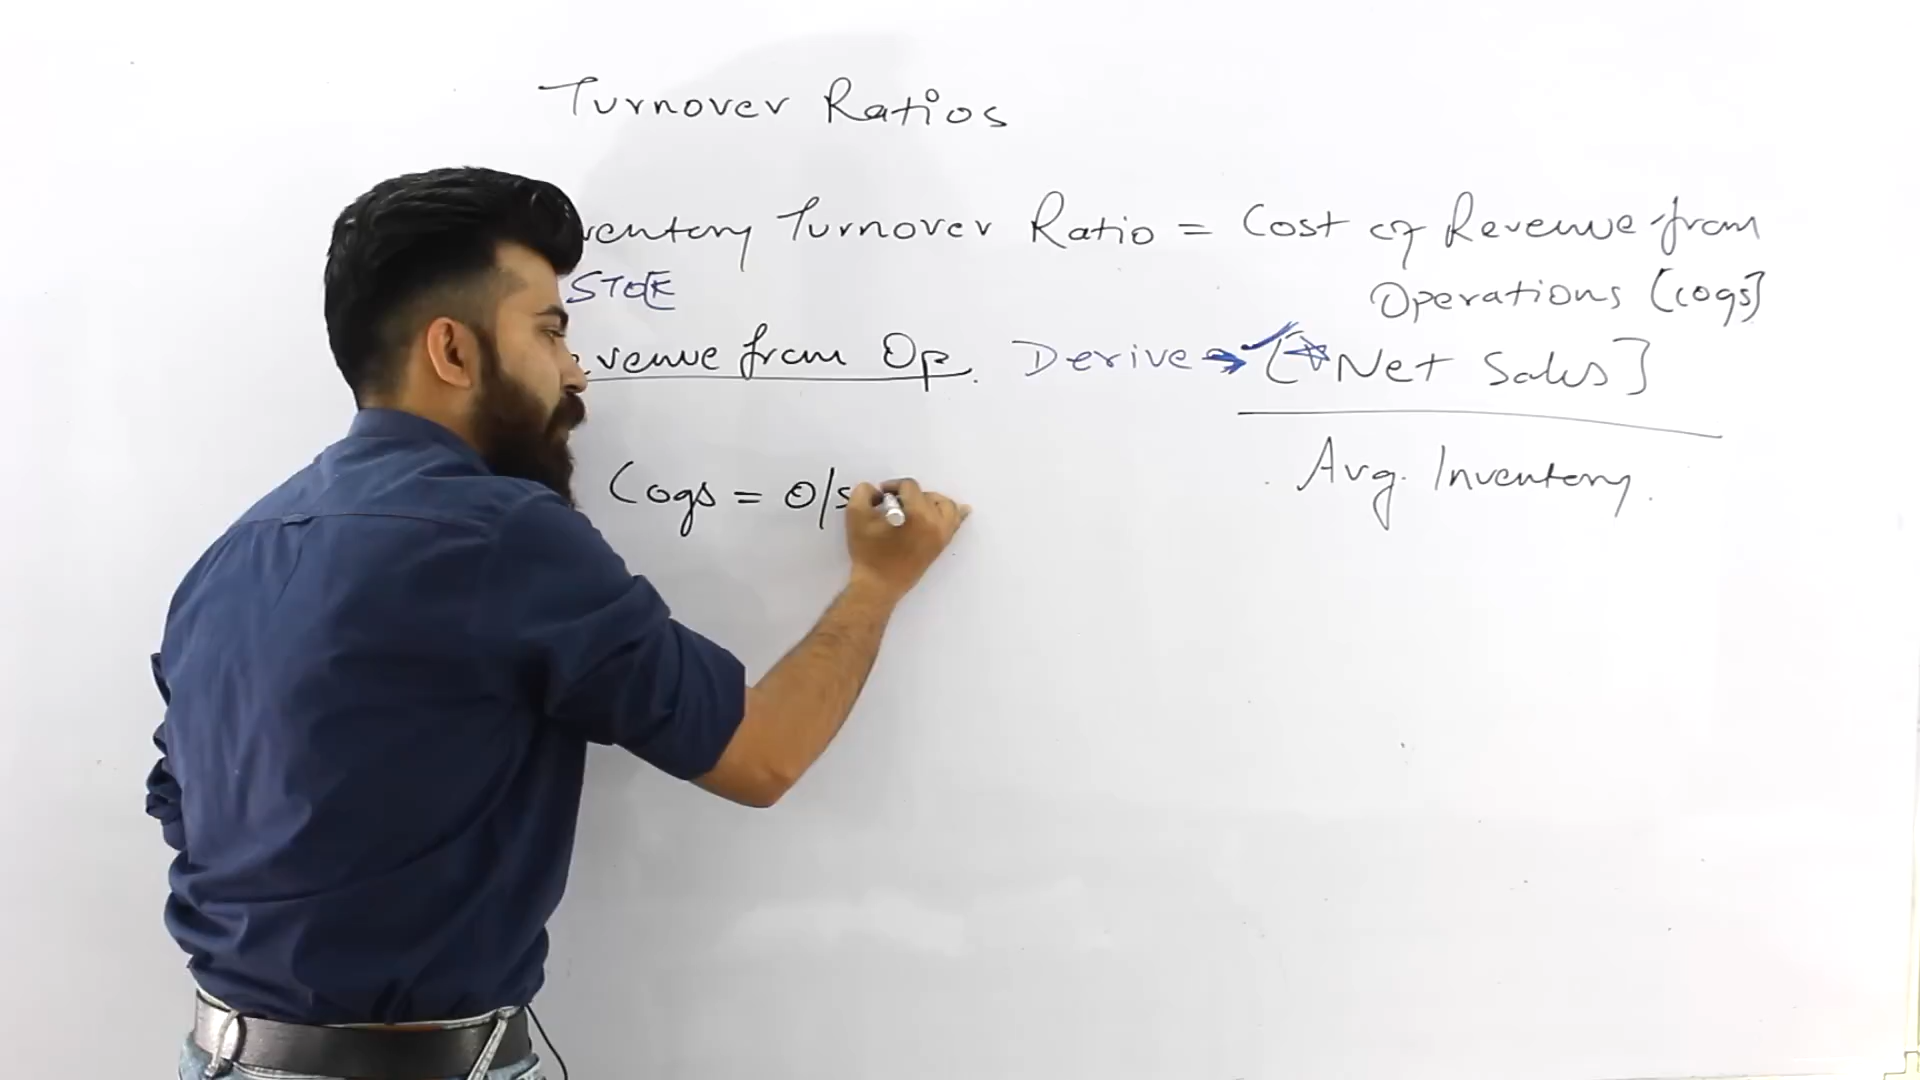 Turnover Ratios
ventory Turnover Ratio = Cost of Revenue from
STOCK
Operations [cogs]
venue from Op. Derive → [Net Sales]
Cogs = O/S
Avg. Inventory.